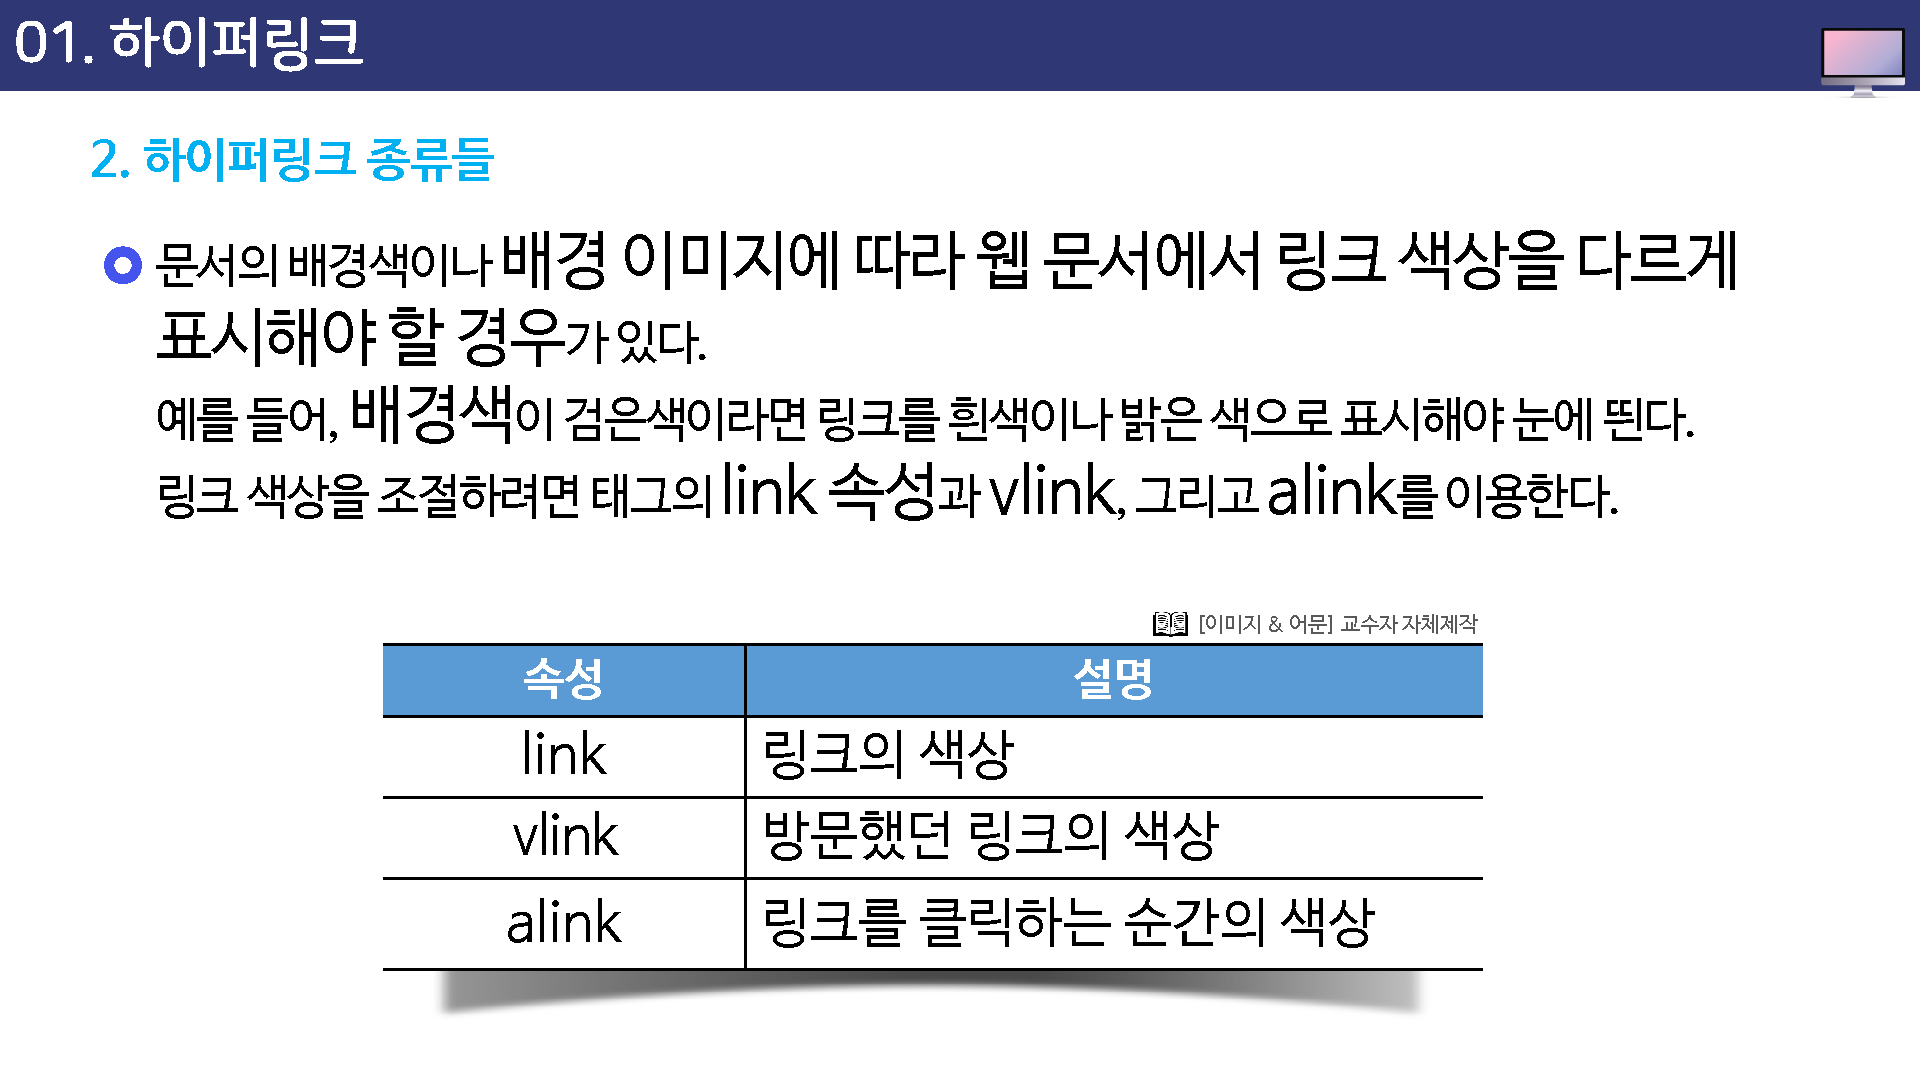 01. 하이퍼링크
2. 하이퍼링크 종류들
문서의 배경색이나 배경 이미지에 따라 웹 문서에서 링크 색상을 다르게
표시해야 할 경우가 있다.
예를 들어, 배경색이 검은색이라면 링크를 흰색이나 밝은 색으로 표시해야 눈에 띈다.
링크 색상을 조절하려면 태그의 link 속성과 vlink, 그리고 alink를 이용한다.
[이미지 & 어문] 교수자 자체제작
속성 설명
link 링크의 색상
vlink 방문했던 링크의 색상
alink 링크를 클릭하는 순간의 색상